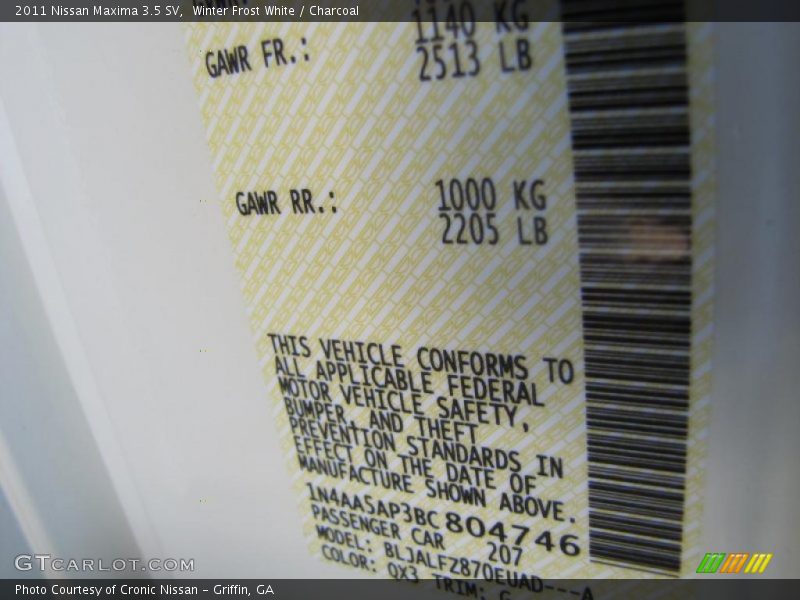 2011 Nissan Maxima 3.5 SV, Winter Frost White / Charcoal
1140 KG
GAWR FR.: 2513 LB
GAWR RR.: 1000 KG
2205 LB
THIS VEHICLE CONFORMS TO
ALL APPLICABLE FEDERAL
MOTOR VEHICLE SAFETY,
BUMPER, AND THEFT
PREVENTION STANDARDS IN
EFFECT ON THE DATE OF
MANUFACTURE SHOWN ABOVE.
1N4AA5AP3BC804746
PASSENGER CAR 207
MODEL: BLJALFZ870EUAD---A
COLOR: QX3 TRIM: G
GTCARLOT.COM
Photo Courtesy of Cronic Nissan – Griffin, GA